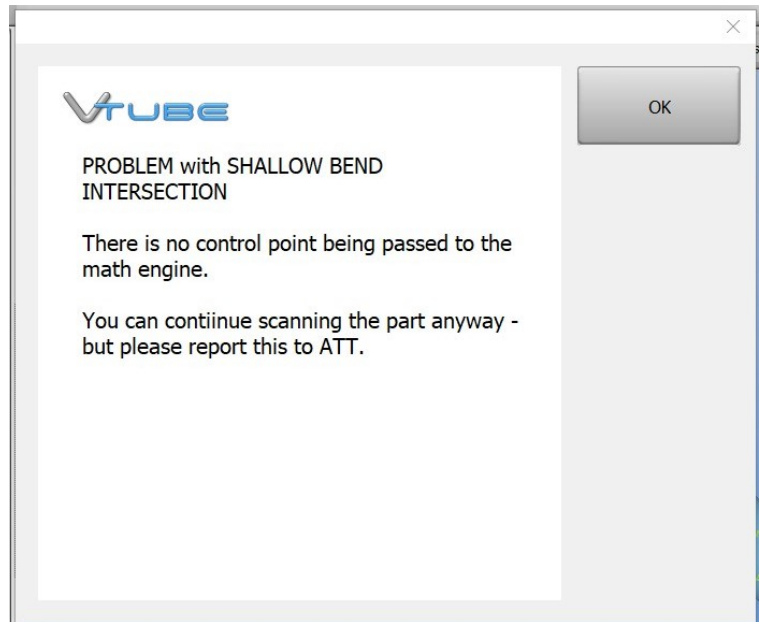 VTUBE
OK
PROBLEM with SHALLOW BEND
INTERSECTION
There is no control point being passed to the
math engine.
You can contiinue scanning the part anyway -
but please report this to ATT.